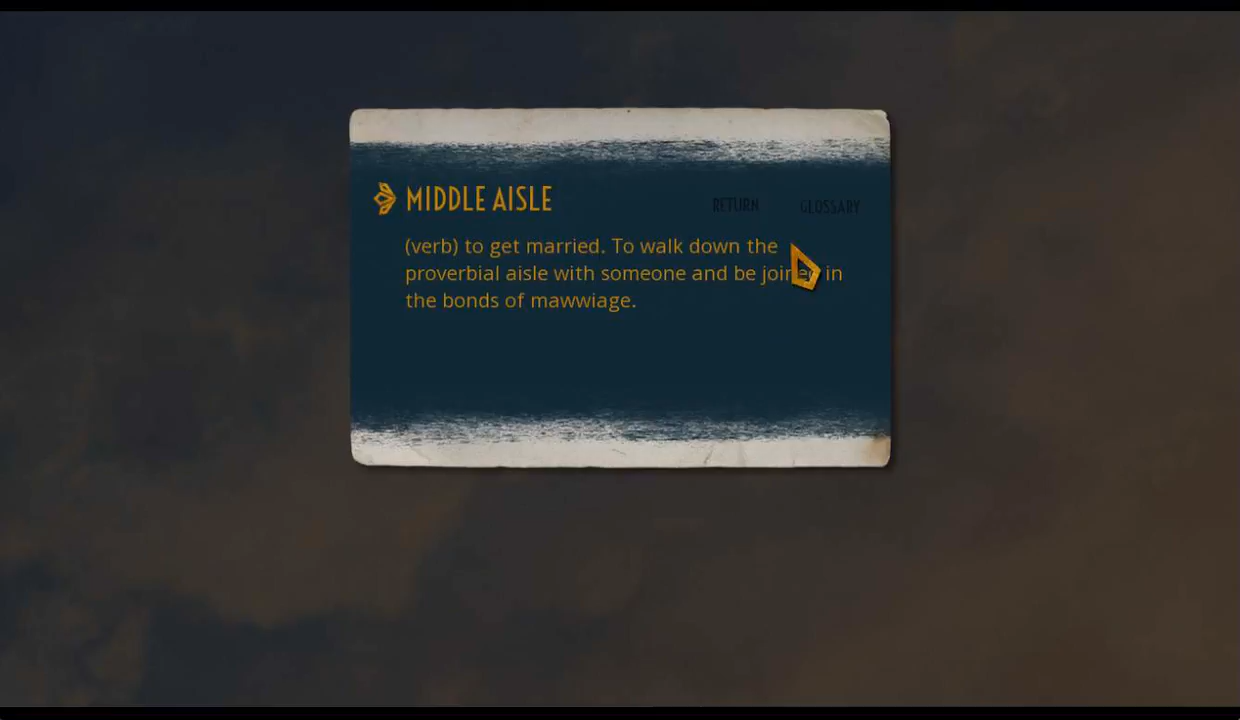 MIDDLE AISLE
RETURN GLOSSARY
(verb) to get married. To walk down the
proverbial aisle with someone and be joined in
the bonds of mawwiage.